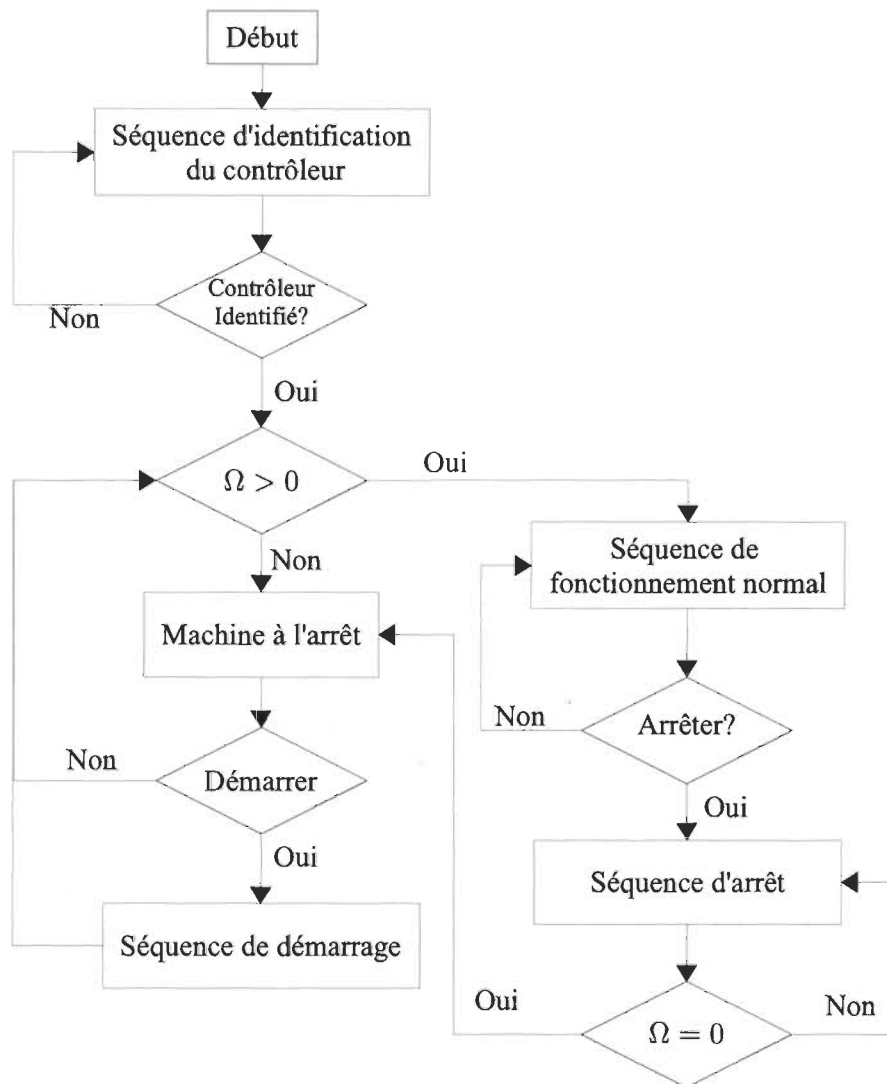 Début
Séquence d'identification
du contrôleur
Contrôleur
Identifié?
Non
Oui
Ω > 0
Oui
Non
Machine à l'arrêt
Démarrer
Non
Oui
Séquence de démarrage
Séquence de
fonctionnement normal
Arrêter?
Non
Oui
Séquence d'arrêt
Ω = 0
Oui
Non